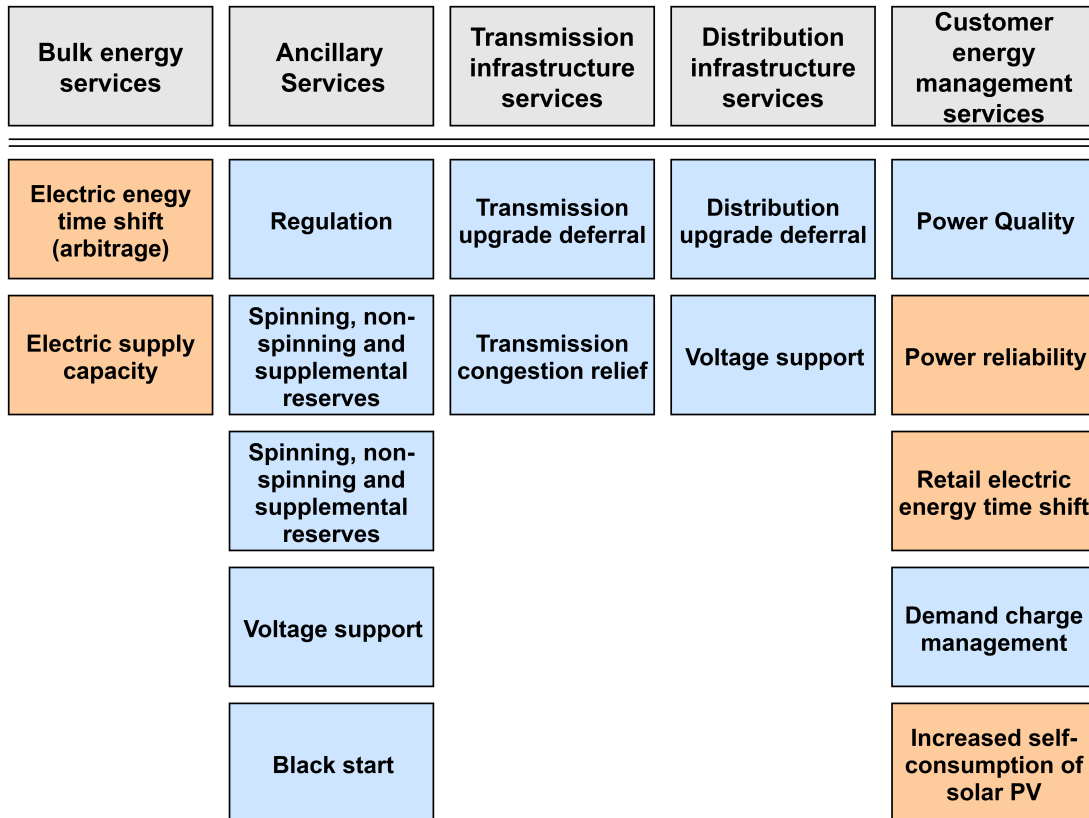 Bulk energy
services
Ancillary
Services
Transmission
infrastructure
services
Distribution
infrastructure
services
Customer
energy
management
services
Electric enegy
time shift
(arbitrage)
Regulation
Transmission
upgrade deferral
Distribution
upgrade deferral
Power Quality
Electric supply
capacity
Spinning, non-
spinning and
supplemental
reserves
Transmission
congestion relief
Voltage support
Power reliability
Spinning, non-
spinning and
supplemental
reserves
Retail electric
energy time shift
Voltage support
Demand charge
management
Black start
Increased self-
consumption of
solar PV